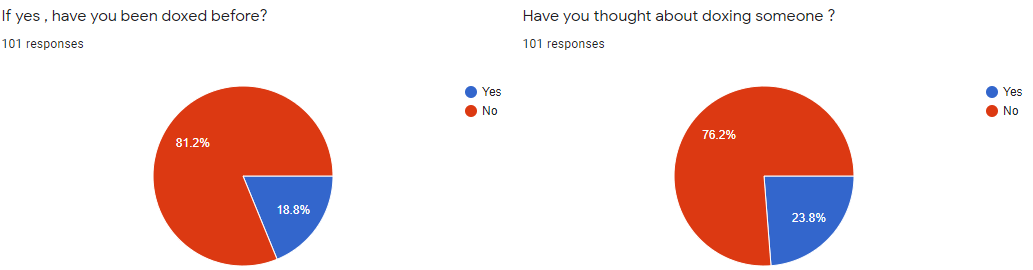 If yes , have you been doxed before?
101 responses
Yes
No
81.2%
18.8%
Have you thought about doxing someone ?
101 responses
Yes
No
76.2%
23.8%